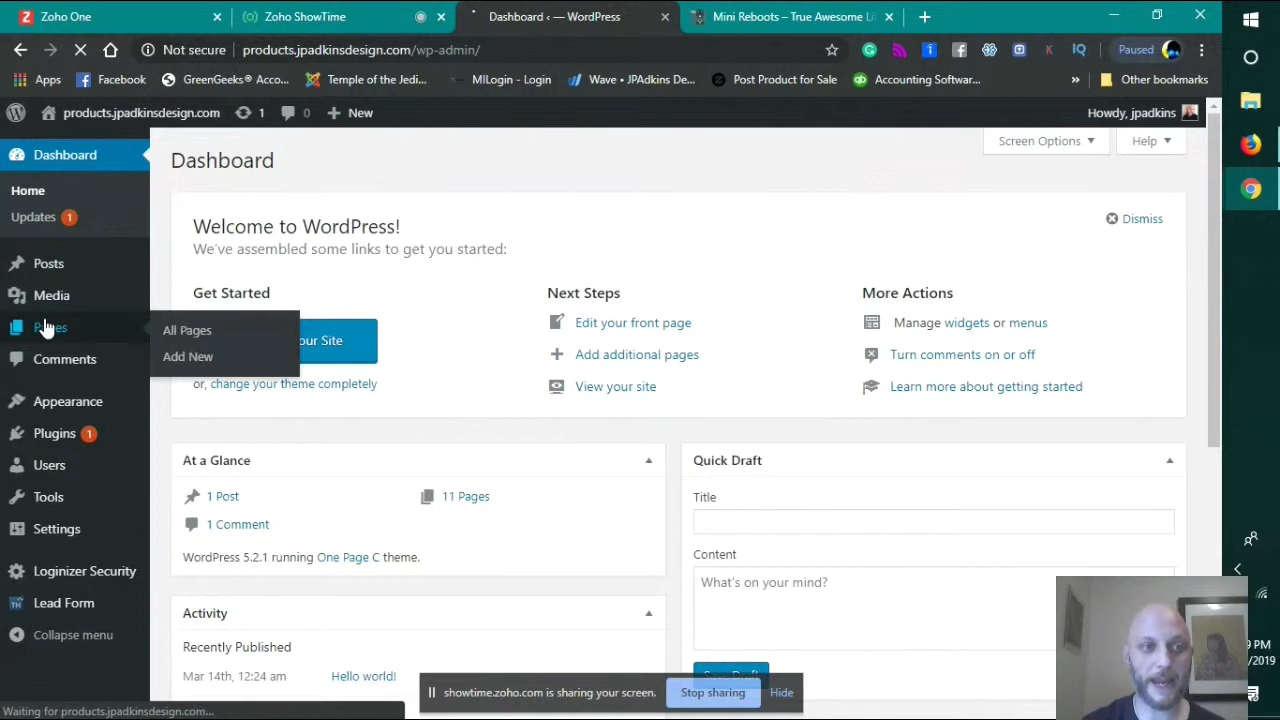 Zoho One
Zoho ShowTime
Dashboard ‹ — WordPress
Mini Reboots – True Awesome Li
Not secure
products.jpadkinsdesign.com/wp-admin/
Paused
Apps
Facebook
GreenGeeks® Acco...
Temple of the Jedi...
MILogin - Login
Wave • JPAdkins De...
Post Product for Sale
Accounting Softwar...
»
Other bookmarks
products.jpadkinsdesign.com
1
0
New
Howdy, jpadkins
Dashboard
Home
Updates 1
Posts
Media
Pages
All Pages
Add New
Comments
Appearance
Plugins 1
Users
Tools
Settings
Loginizer Security
Lead Form
Collapse menu
Dashboard
Screen Options
Help
Welcome to WordPress!
We've assembled some links to get you started:
Dismiss
Get Started
our Site
or, change your theme completely
Next Steps
Edit your front page
Add additional pages
View your site
More Actions
Manage widgets or menus
Turn comments on or off
Learn more about getting started
At a Glance
1 Post
11 Pages
1 Comment
WordPress 5.2.1 running One Page C theme.
Activity
Recently Published
Mar 14th, 12:24 am
Hello world!
Quick Draft
Title
Content
What's on your mind?
Save Draft
showtime.zoho.com is sharing your screen.
Stop sharing
Hide
Waiting for products.jpadkinsdesign.com...
9 PM
/2019